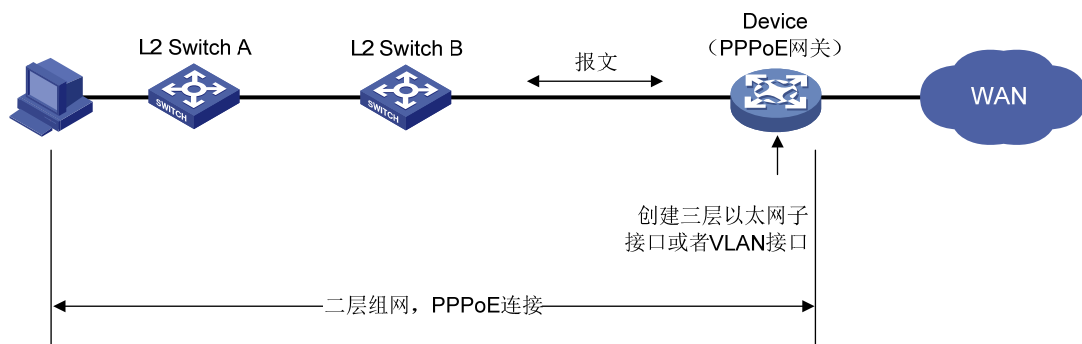 Device
（PPPoE网关）
L2 Switch A
L2 Switch B
报文
SWITCH
SWITCH
WAN
创建三层以太网子
接口或者VLAN接口
二层组网，PPPoE连接